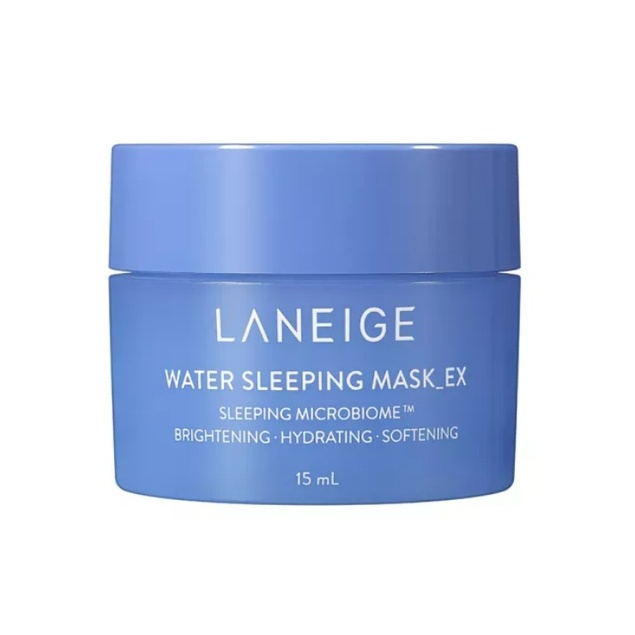 LANEIGE
WATER SLEEPING MASK_EX
SLEEPING MICROBIOME™
BRIGHTENING · HYDRATING · SOFTENING
15 mL